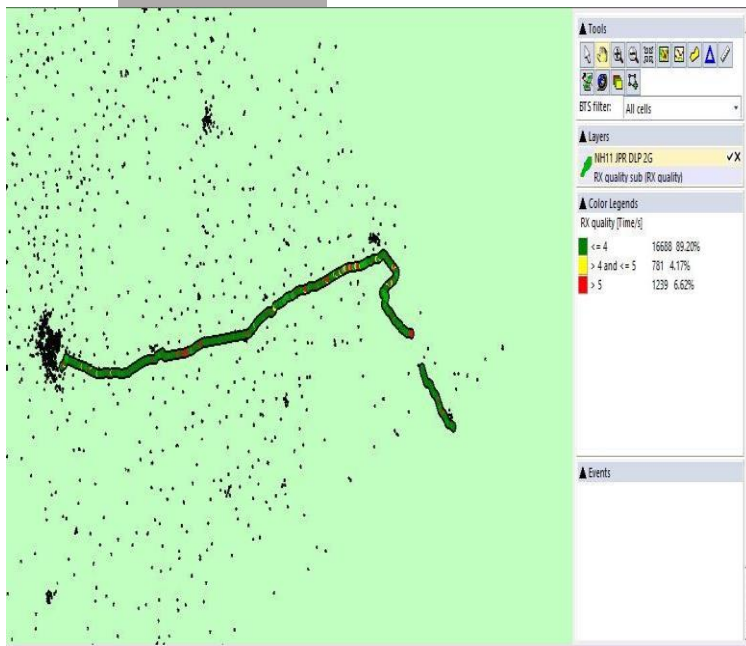 Tools
BTS filter: All cells
Layers
NH11 JPR DLP 2G
RX quality sub (RX quality)
Color Legends
RX quality [Time/s]
<= 4 16688 89.20%
> 4 and <= 5 781 4.17%
> 5 1239 6.62%
Events